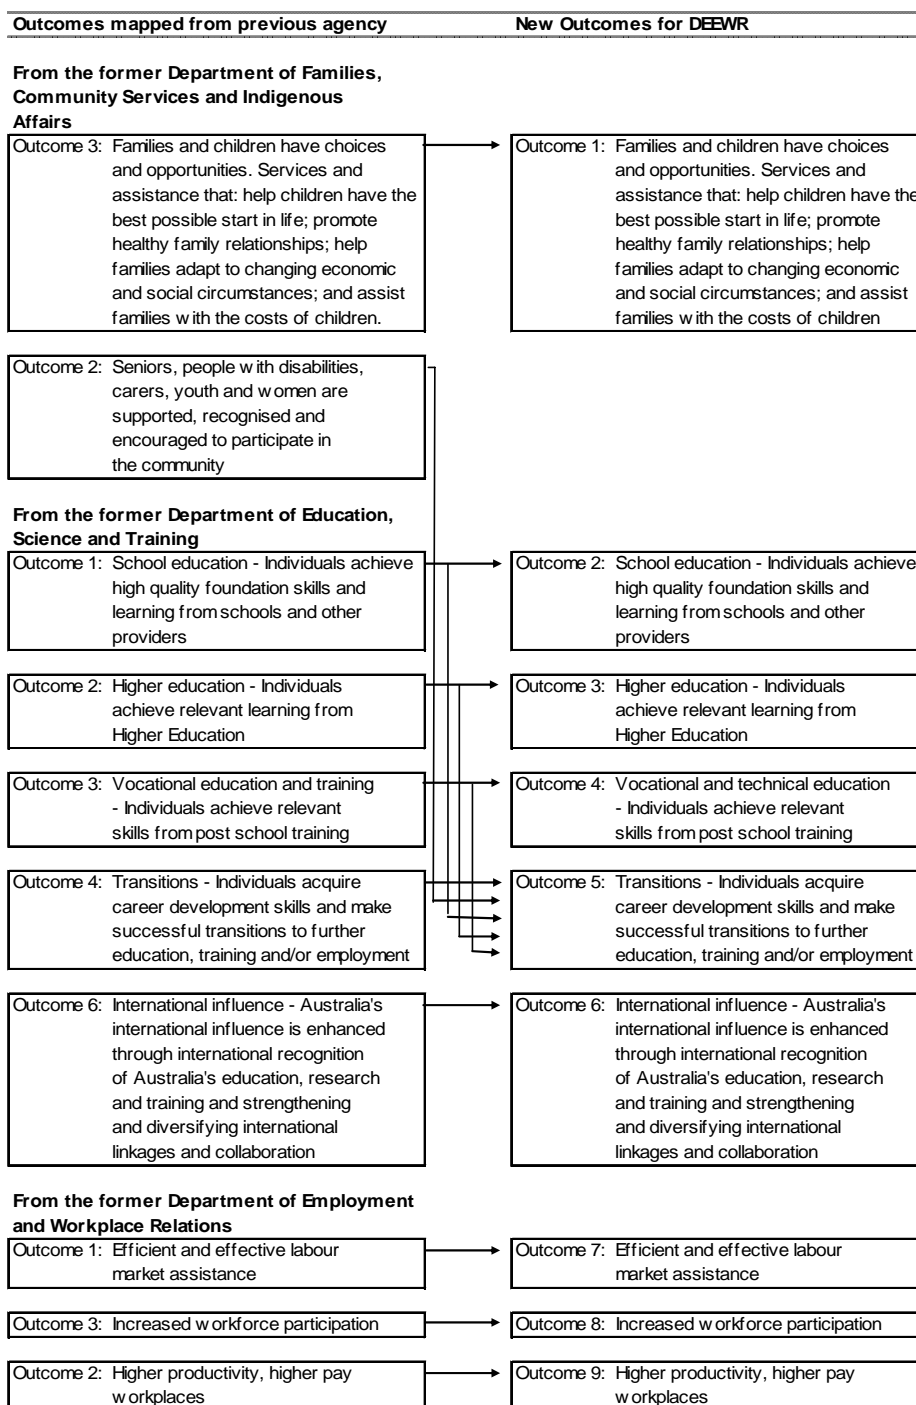 Outcomes mapped from previous agency
New Outcomes for DEEWR
From the former Department of Families,
Community Services and Indigenous
Affairs
Outcome 3: Families and children have choices
and opportunities. Services and
assistance that: help children have the
best possible start in life; promote
healthy family relationships; help
families adapt to changing economic
and social circumstances; and assist
families with the costs of children.
Outcome 1: Families and children have choices
and opportunities. Services and
assistance that: help children have the
best possible start in life; promote
healthy family relationships; help
families adapt to changing economic
and social circumstances; and assist
families with the costs of children
Outcome 2: Seniors, people with disabilities,
carers, youth and women are
supported, recognised and
encouraged to participate in
the community
From the former Department of Education,
Science and Training
Outcome 1: School education - Individuals achieve
high quality foundation skills and
learning from schools and other
providers
Outcome 2: School education - Individuals achieve
high quality foundation skills and
learning from schools and other
providers
Outcome 2: Higher education - Individuals
achieve relevant learning from
Higher Education
Outcome 3: Higher education - Individuals
achieve relevant learning from
Higher Education
Outcome 3: Vocational education and training
- Individuals achieve relevant
skills from post school training
Outcome 4: Vocational and technical education
- Individuals achieve relevant
skills from post school training
Outcome 4: Transitions - Individuals acquire
career development skills and make
successful transitions to further
education, training and/or employment
Outcome 5: Transitions - Individuals acquire
career development skills and make
successful transitions to further
education, training and/or employment
Outcome 6: International influence - Australia's
international influence is enhanced
through international recognition
of Australia's education, research
and training and strengthening
and diversifying international
linkages and collaboration
Outcome 6: International influence - Australia's
international influence is enhanced
through international recognition
of Australia's education, research
and training and strengthening
and diversifying international
linkages and collaboration
From the former Department of Employment
and Workplace Relations
Outcome 1: Efficient and effective labour
market assistance
Outcome 7: Efficient and effective labour
market assistance
Outcome 3: Increased workforce participation
Outcome 8: Increased workforce participation
Outcome 2: Higher productivity, higher pay
workplaces
Outcome 9: Higher productivity, higher pay
workplaces